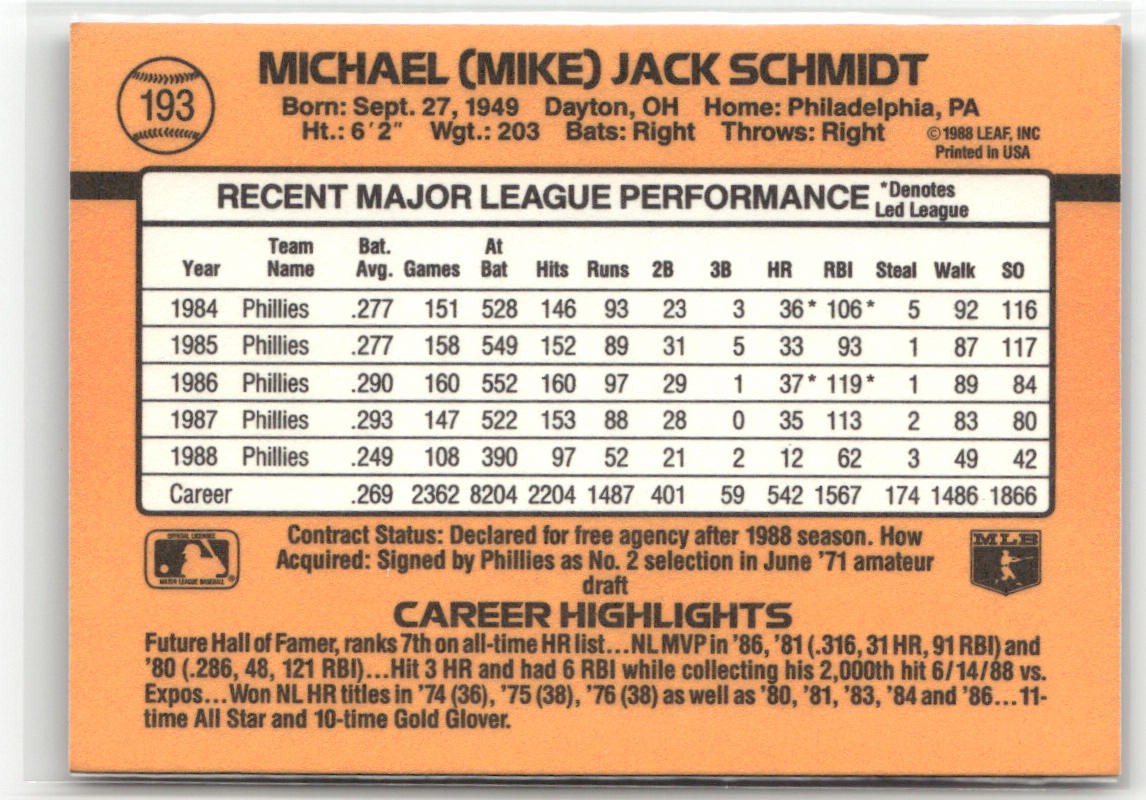 193
MICHAEL (MIKE) JACK SCHMIDT
Born: Sept. 27, 1949 Dayton, OH Home: Philadelphia, PA
Ht.: 6'2" Wgt.: 203 Bats: Right Throws: Right
©1988 LEAF, INC
Printed in USA
RECENT MAJOR LEAGUE PERFORMANCE *Denotes Led League
Year Team Name Bat. Avg. Games At Bat Hits Runs 2B 3B HR RBI Steal Walk SO
1984 Phillies .277 151 528 146 93 23 3 36* 106* 5 92 116
1985 Phillies .277 158 549 152 89 31 5 33 93 1 87 117
1986 Phillies .290 160 552 160 97 29 1 37* 119* 1 89 84
1987 Phillies .293 147 522 153 88 28 0 35 113 2 83 80
1988 Phillies .249 108 390 97 52 21 2 12 62 3 49 42
Career .269 2362 8204 2204 1487 401 59 542 1567 174 1486 1866
OFFICIAL LICENSEE
MAJOR LEAGUE BASEBALL
®
Contract Status: Declared for free agency after 1988 season. How
Acquired: Signed by Phillies as No. 2 selection in June '71 amateur
draft
MLB
CAREER HIGHLIGHTS
Future Hall of Famer, ranks 7th on all-time HR list...NL MVP in '86, '81 (.316, 31 HR, 91 RBI) and
'80 (.286, 48, 121 RBI)...Hit 3 HR and had 6 RBI while collecting his 2,000th hit 6/14/88 vs.
Expos...Won NL HR titles in '74 (36), '75 (38), '76 (38) as well as '80, '81, '83, '84 and '86...11-
time All Star and 10-time Gold Glover.